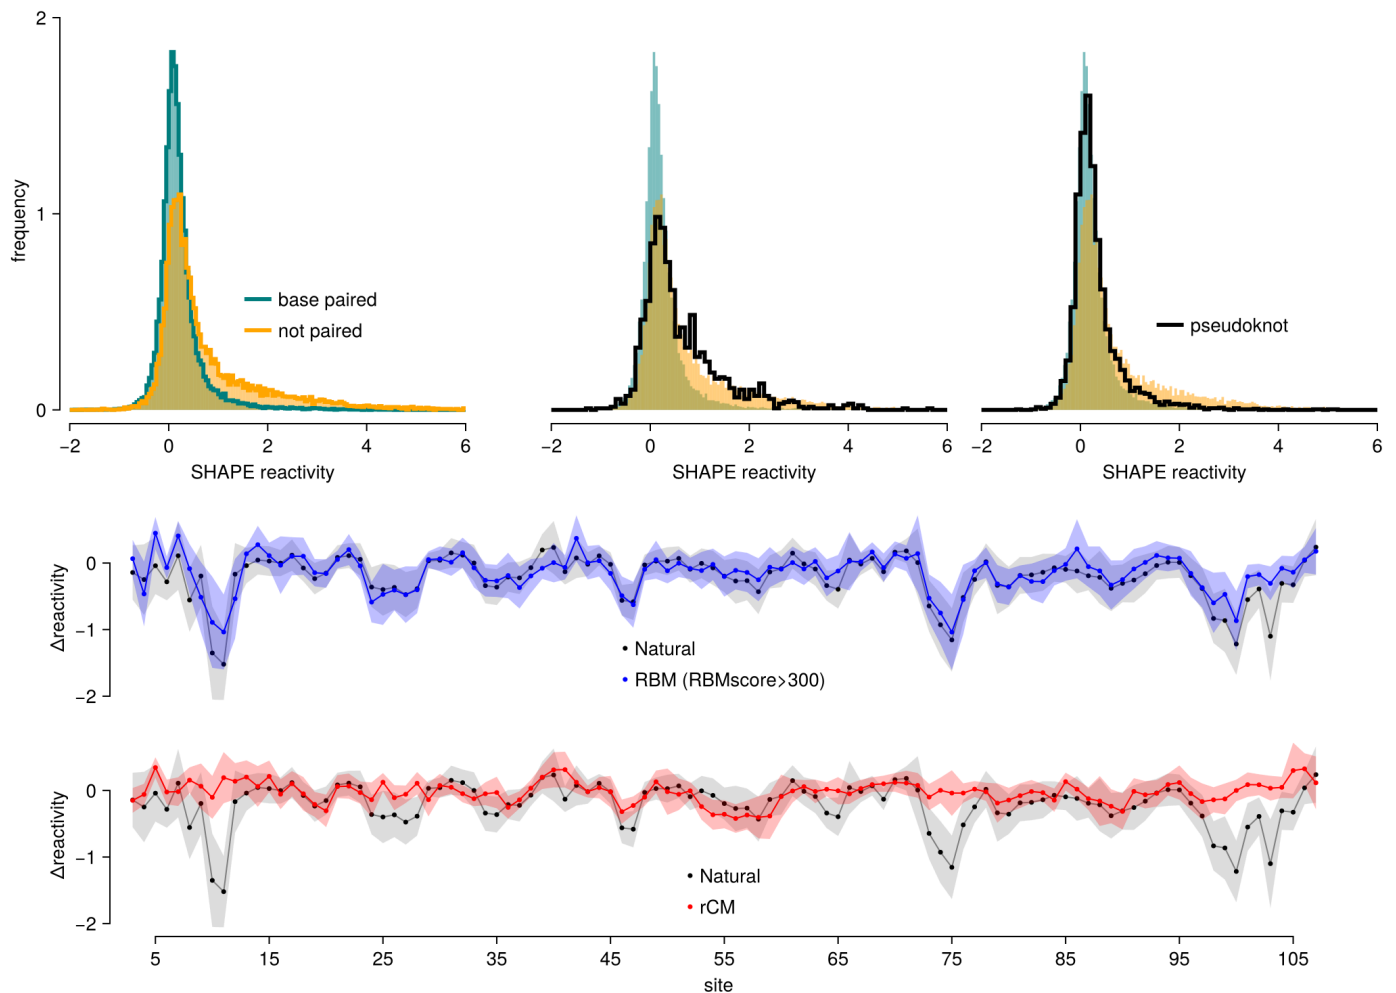 2
1
0
frequency
base paired
not paired
pseudoknot
−2 0 2 4 6
−2 0 2 4 6
−2 0 2 4 6
SHAPE reactivity
SHAPE reactivity
SHAPE reactivity
0
−1
−2
Δreactivity
Natural
RBM (RBMscore>300)
0
−1
−2
Δreactivity
Natural
rCM
5 15 25 35 45 55 65 75 85 95 105
site